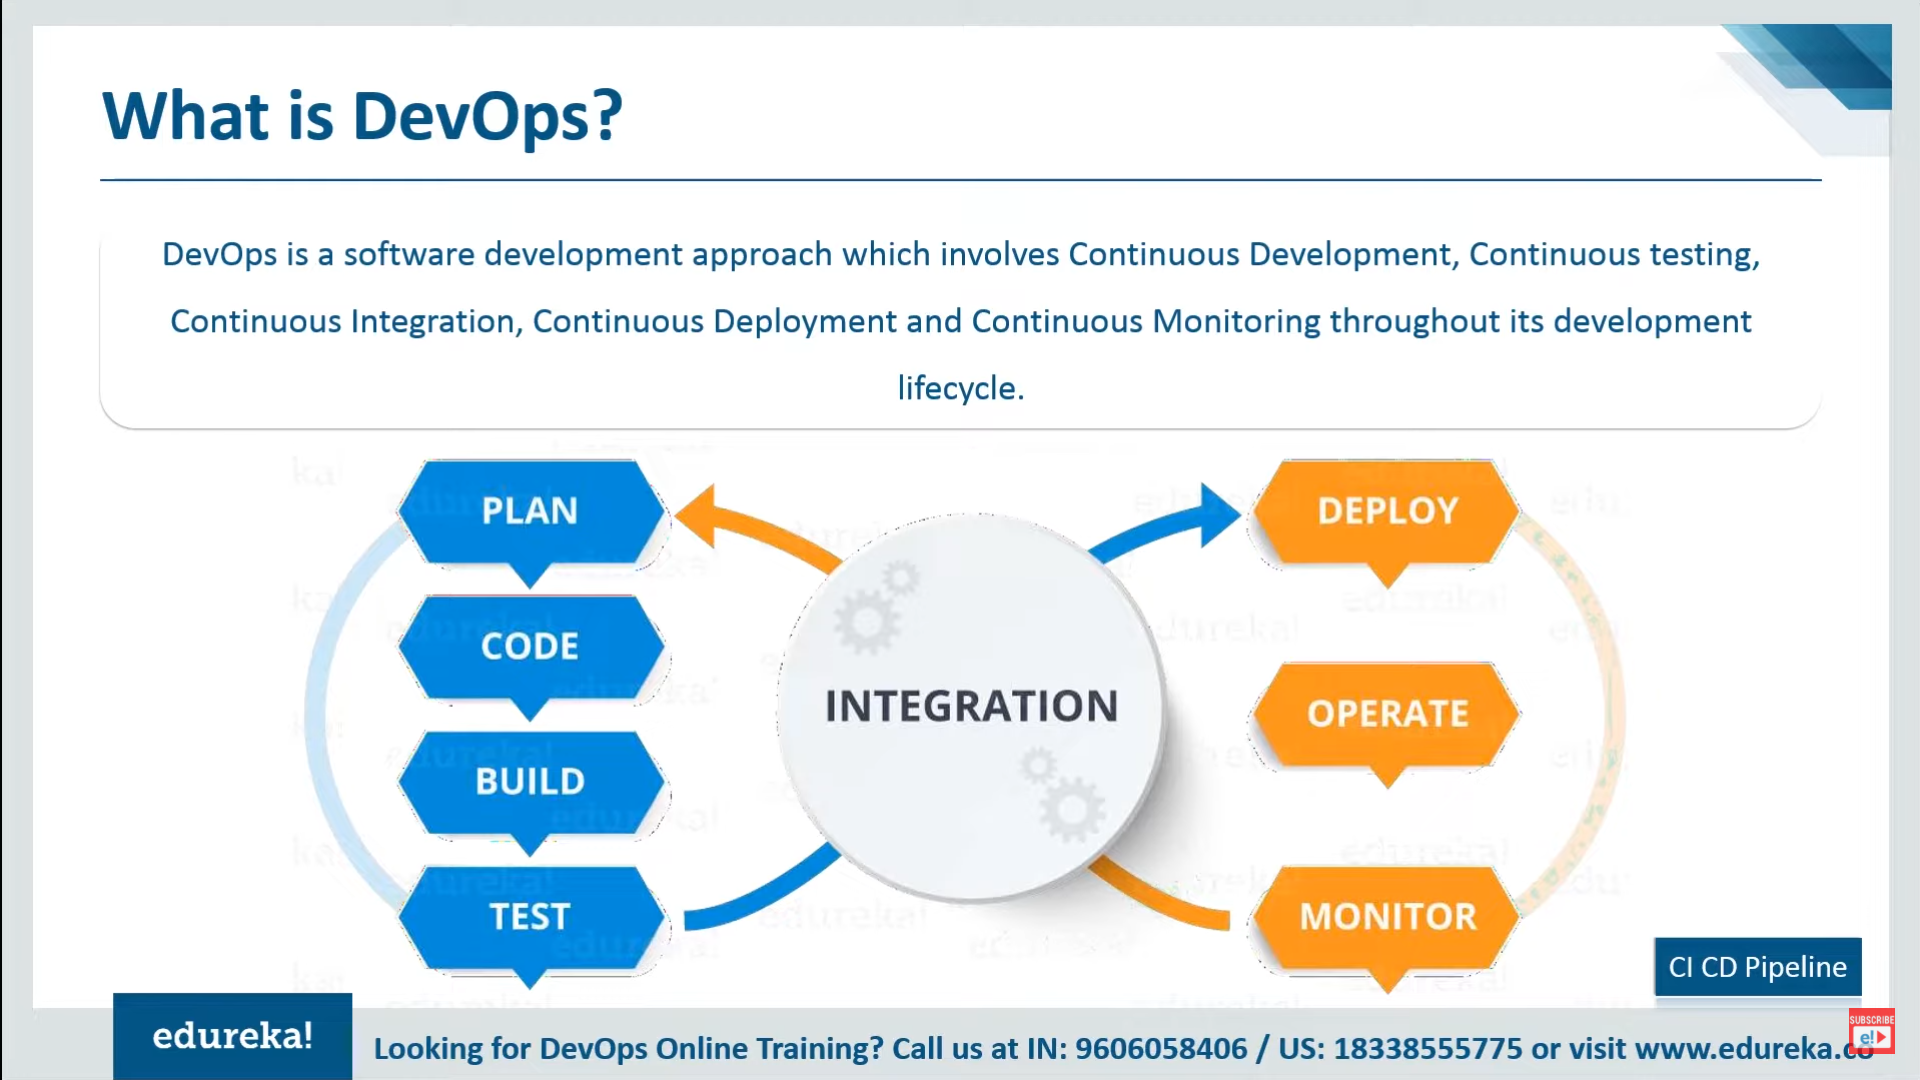 What is DevOps?
DevOps is a software development approach which involves Continuous Development, Continuous testing,
Continuous Integration, Continuous Deployment and Continuous Monitoring throughout its development
lifecycle.
PLAN
CODE
BUILD
TEST
INTEGRATION
DEPLOY
OPERATE
MONITOR
CI CD Pipeline
edureka!
Looking for DevOps Online Training? Call us at IN: 9606058406 / US: 18338555775 or visit www.edureka.co
SUBSCRIBE
e!